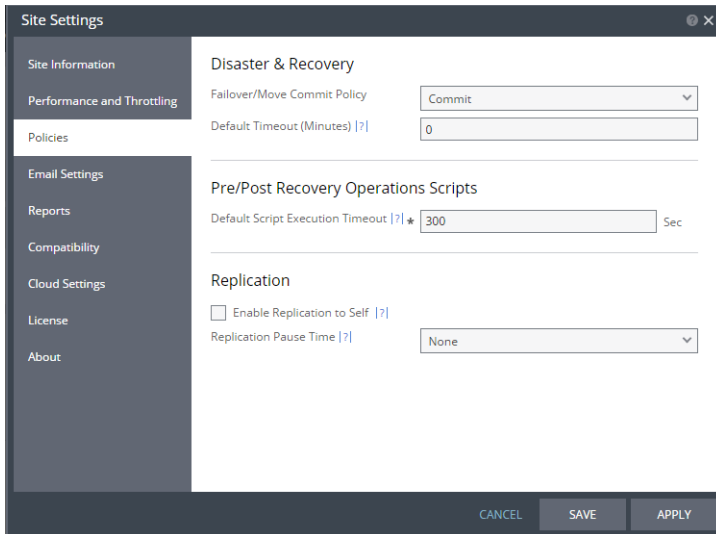 Site Settings
Site Information
Performance and Throttling
Policies
Email Settings
Reports
Compatibility
Cloud Settings
License
About
Disaster & Recovery
Failover/Move Commit Policy
Commit
Default Timeout (Minutes) |?|
0
Pre/Post Recovery Operations Scripts
Default Script Execution Timeout |?| * 300 Sec
Replication
Enable Replication to Self |?|
Replication Pause Time |?|
None
CANCEL SAVE APPLY